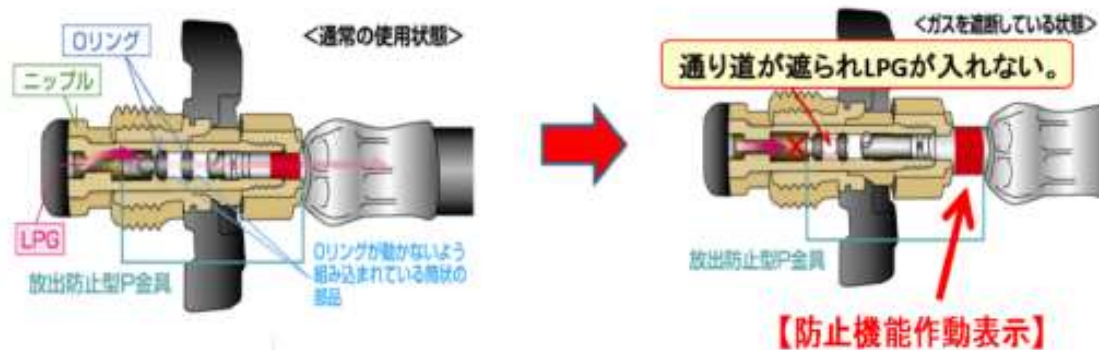 Oリング
<通常の使用状態>
ニップル
LPG
放出防止型P金具
Oリングが動かないよう
組み込まれている筒状の
部品
<ガスを遮断している状態>
通り道が遮られLPGが入れない。
放出防止型P金具
【防止機能作動表示】